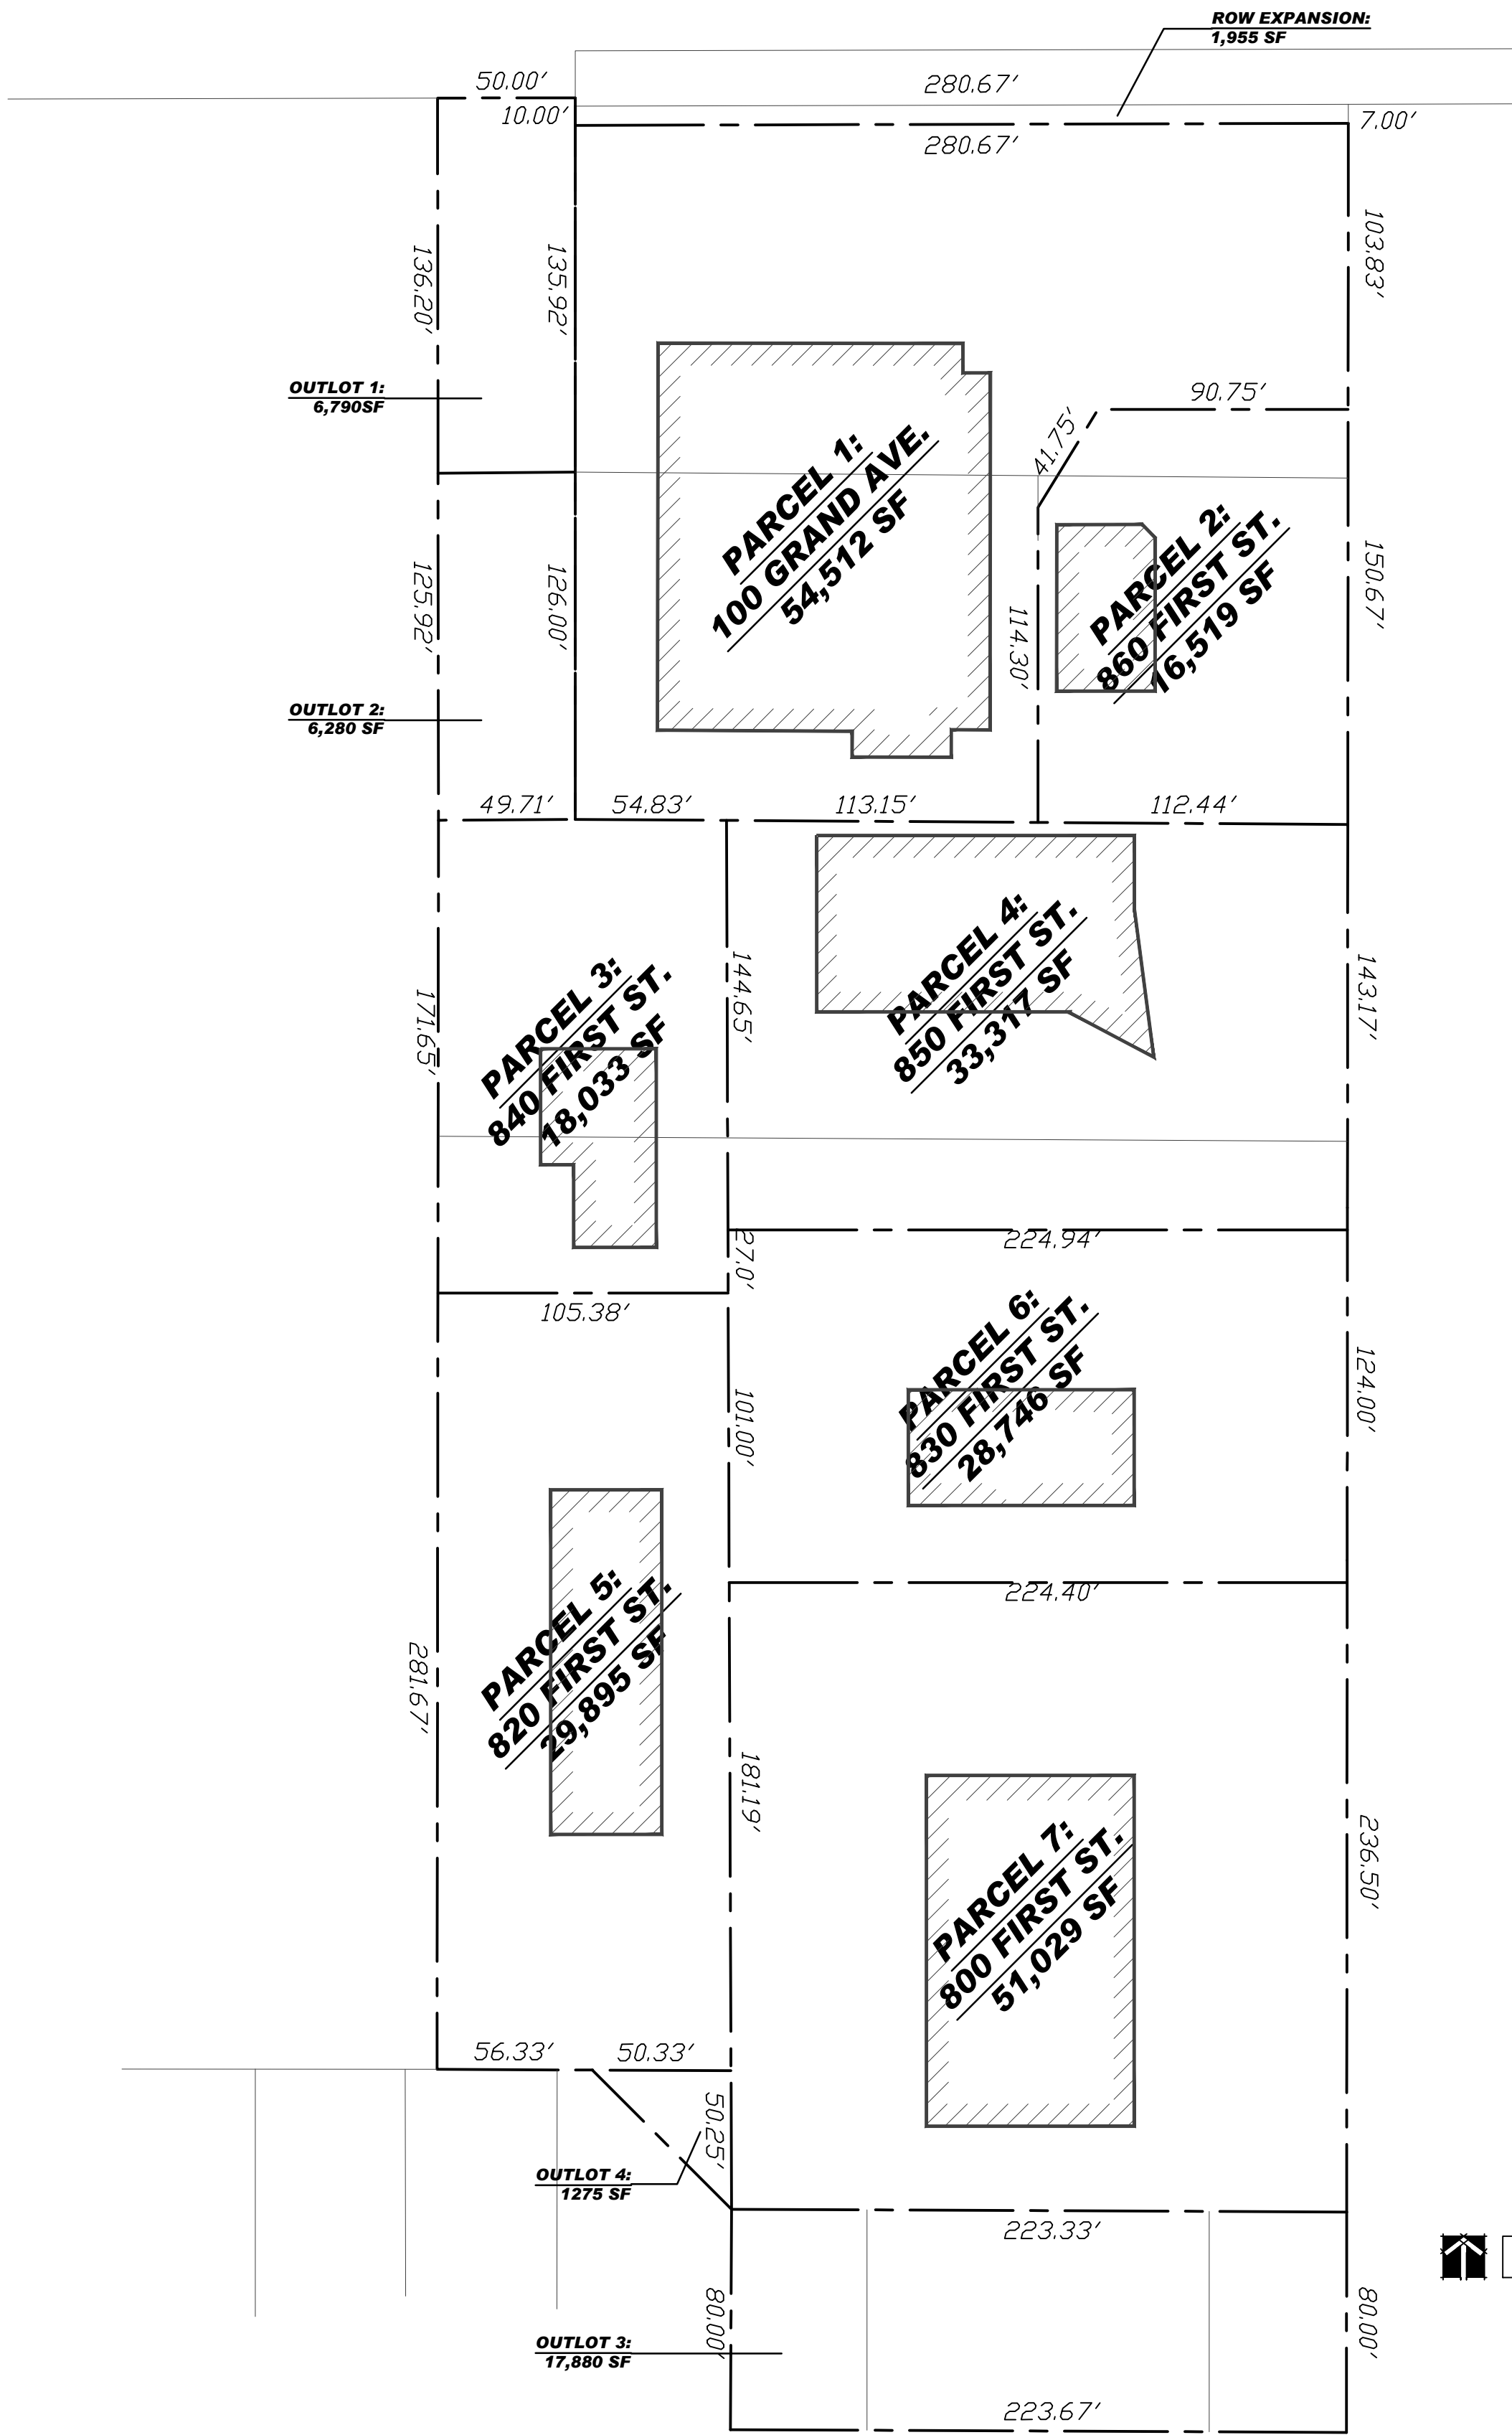 ROW EXPANSION:
1,955 SF
50.00'
280.67'
10.00'
7.00'
280.67'
136.20'
135.92'
103.83'
OUTLOT 1:
6,790SF
90.75'
41.75'
PARCEL 1:
100 GRAND AVE.
54,512 SF
PARCEL 2:
860 FIRST ST.
16,519 SF
125.92'
126.00'
114.30'
150.67'
OUTLOT 2:
6,280 SF
49.71'
54.83'
113.15'
112.44'
PARCEL 3:
840 FIRST ST.
18,033 SF
PARCEL 4:
850 FIRST ST.
33,317 SF
171.65'
144.65'
143.17'
27.0'
224.94'
105.38'
PARCEL 6:
830 FIRST ST.
28,746 SF
101.00'
124.00'
224.40'
PARCEL 5:
820 FIRST ST.
29,895 SF
281.67'
181.19'
PARCEL 7:
800 FIRST ST.
51,029 SF
236.50'
56.33'
50.33'
50.25'
OUTLOT 4:
1275 SF
223.33'
80.00'
80.00'
OUTLOT 3:
17,880 SF
223.67'